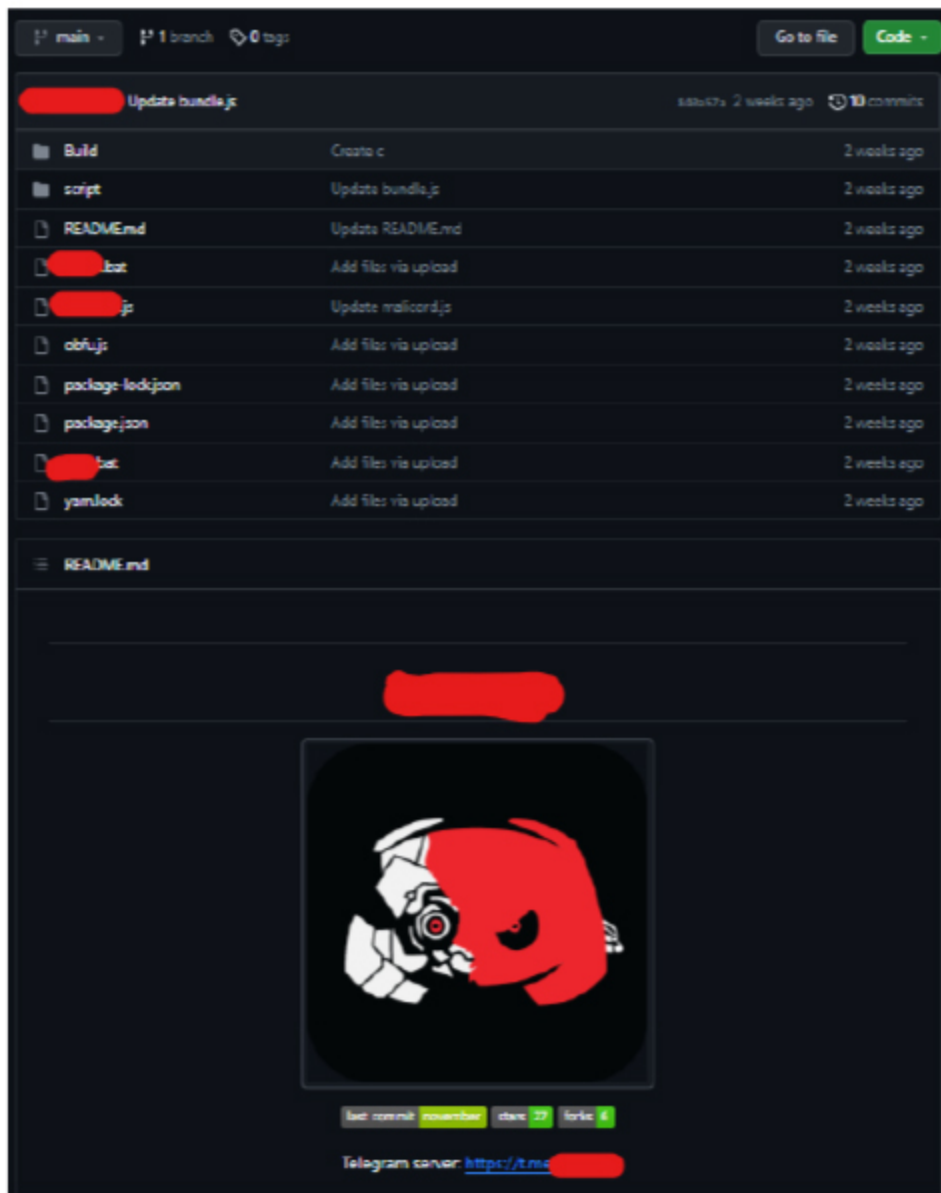 main
1 branch
0 tags
Go to file
Code
Update bundle.js
2 weeks ago
10 commits
Build Create c 2 weeks ago
script Update bundle.js 2 weeks ago
README.md Update README.md 2 weeks ago
.bat Add files via upload 2 weeks ago
.js Update malicord.js 2 weeks ago
obfu.js Add files via upload 2 weeks ago
package-lock.json Add files via upload 2 weeks ago
package.json Add files via upload 2 weeks ago
.bat Add files via upload 2 weeks ago
yarn.lock Add files via upload 2 weeks ago
README.md
last commit november stars 27 forks
Telegram server: https://t.me